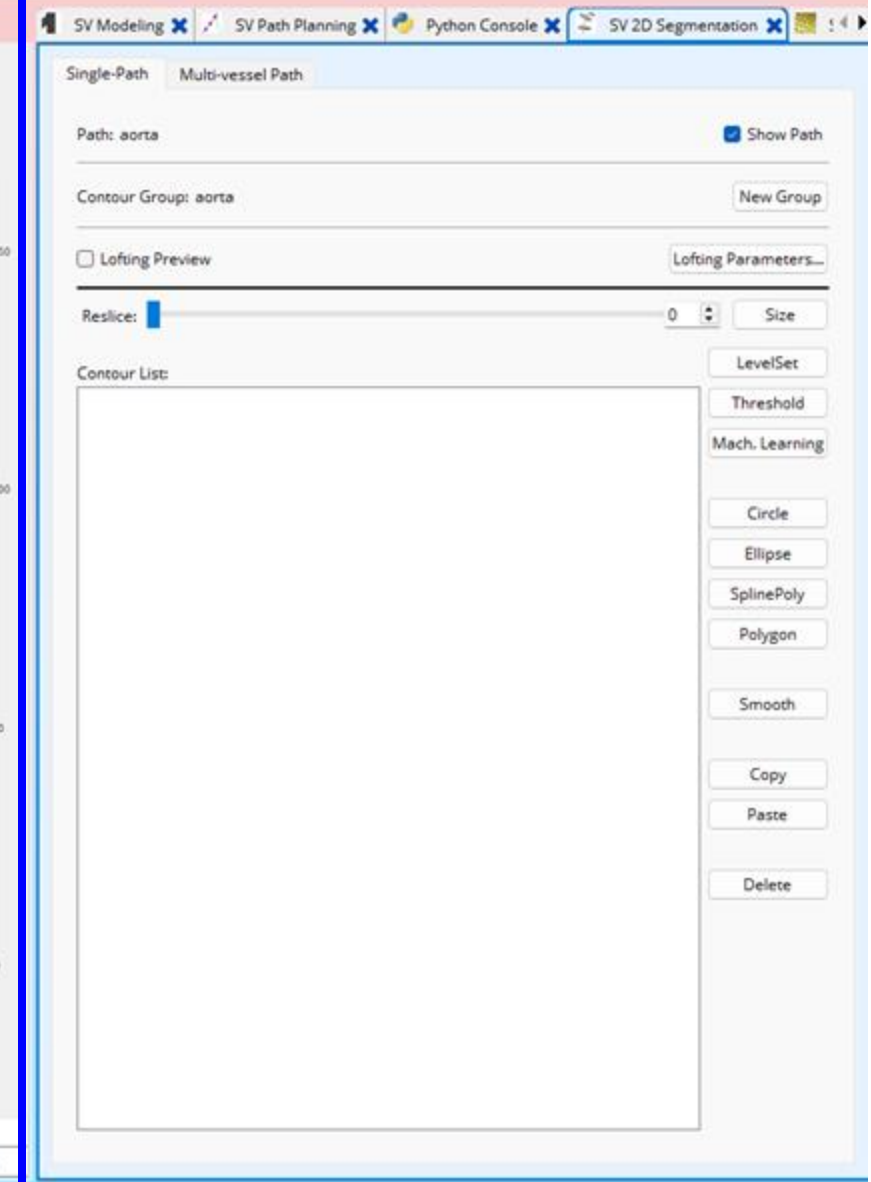 SV Modeling SV Path Planning Python Console SV 2D Segmentation
Single-Path Multi-vessel Path
Path: aorta Show Path
Contour Group: aorta New Group
Lofting Preview Lofting Parameters...
Reslice: 0 Size
LevelSet
Contour List:
Threshold
Mach. Learning
Circle
Ellipse
SplinePoly
Polygon
Smooth
Copy
Paste
Delete